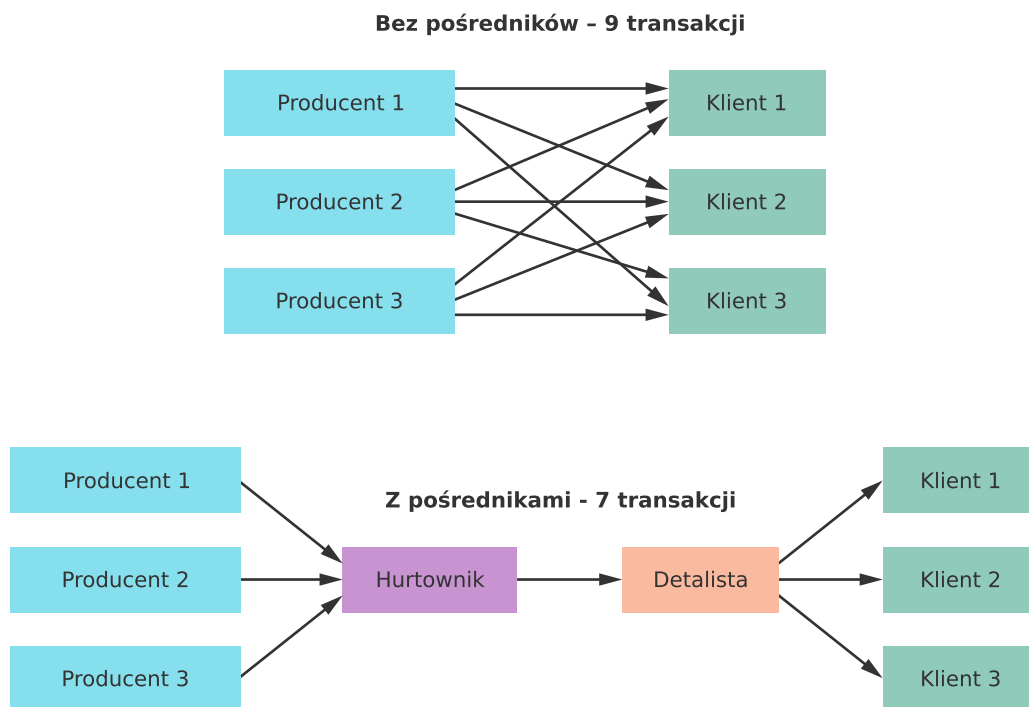 Bez pośredników – 9 transakcji
Producent 1
Klient 1
Producent 2
Klient 2
Producent 3
Klient 3
Producent 1
Klient 1
Z pośrednikami - 7 transakcji
Producent 2
Hurtownik
Detalista
Klient 2
Producent 3
Klient 3